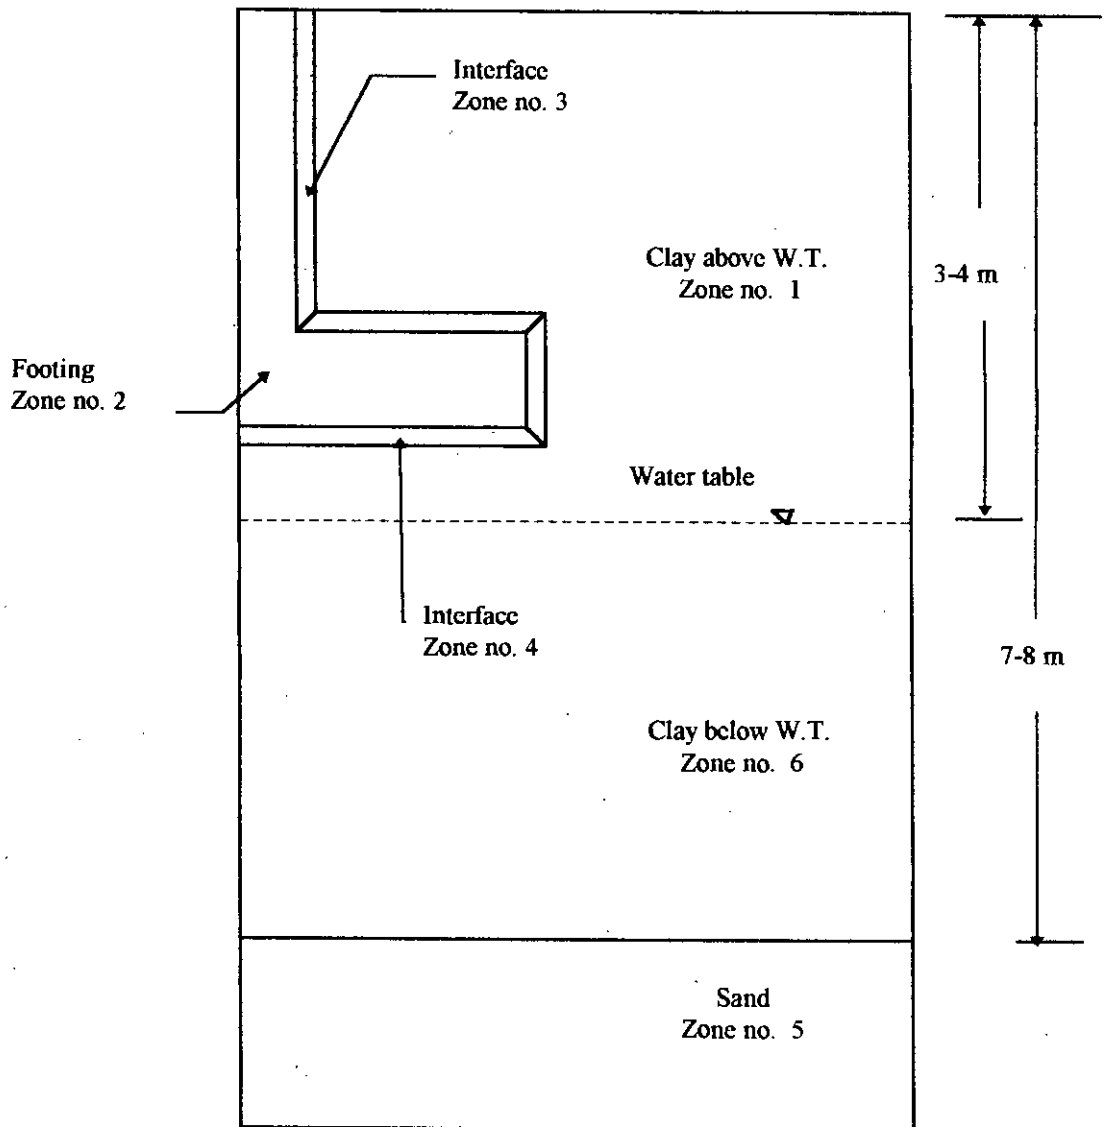 Interface
Zone no. 3
Clay above W.T.
Zone no. 1
3-4 m
Footing
Zone no. 2
Water table
Interface
Zone no. 4
7-8 m
Clay below W.T.
Zone no. 6
Sand
Zone no. 5